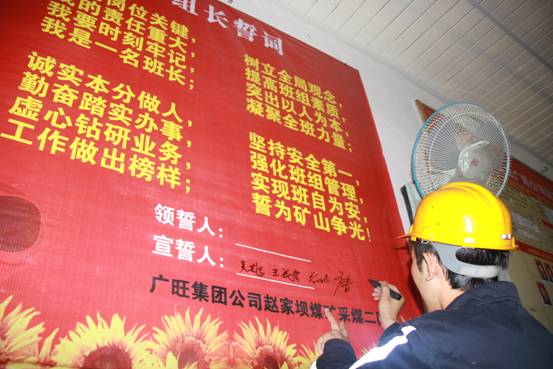 组长誓词
岗位关键，
的责任重大，
我要时刻牢记，
我是一名班长；
诚实本分做人，
勤奋踏实办事，
虚心钻研业务，
工作做出榜样；
树立全局观念，
提高班组素质，
突出以人为本，
凝聚全班力量；
坚持安全第一，
强化班组管理，
实现班自为安，
誓为矿山争光！
领誓人：
宣誓人：
广旺集团公司赵家坝煤矿采煤二